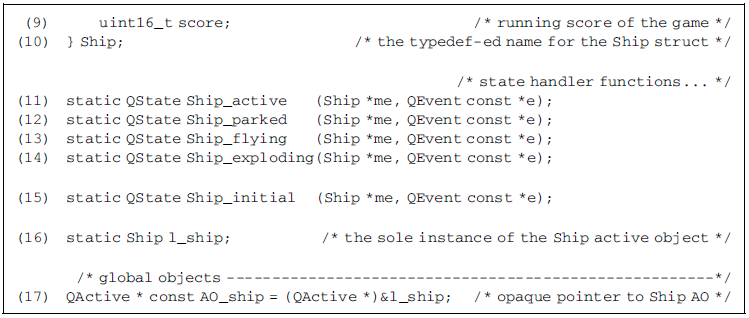 (9) uint16_t score; /* running score of the game */
(10) } Ship; /* the typedef-ed name for the Ship struct */
/* state handler functions... */
(11) static QState Ship_active (Ship *me, QEvent const *e);
(12) static QState Ship_parked (Ship *me, QEvent const *e);
(13) static QState Ship_flying (Ship *me, QEvent const *e);
(14) static QState Ship_exploding(Ship *me, QEvent const *e);
(15) static QState Ship_initial (Ship *me, QEvent const *e);
(16) static Ship l_ship; /* the sole instance of the Ship active object */
/* global objects -----------------------------------------------------*/
(17) QActive * const AO_ship = (QActive *)&l_ship; /* opaque pointer to Ship AO */